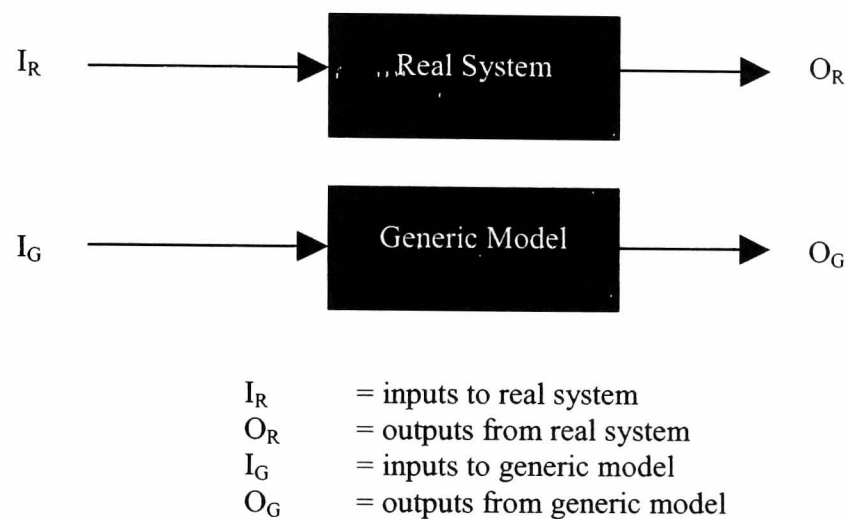 I_R Real System O_R
I_G Generic Model O_G
I_R = inputs to real system
O_R = outputs from real system
I_G = inputs to generic model
O_G = outputs from generic model